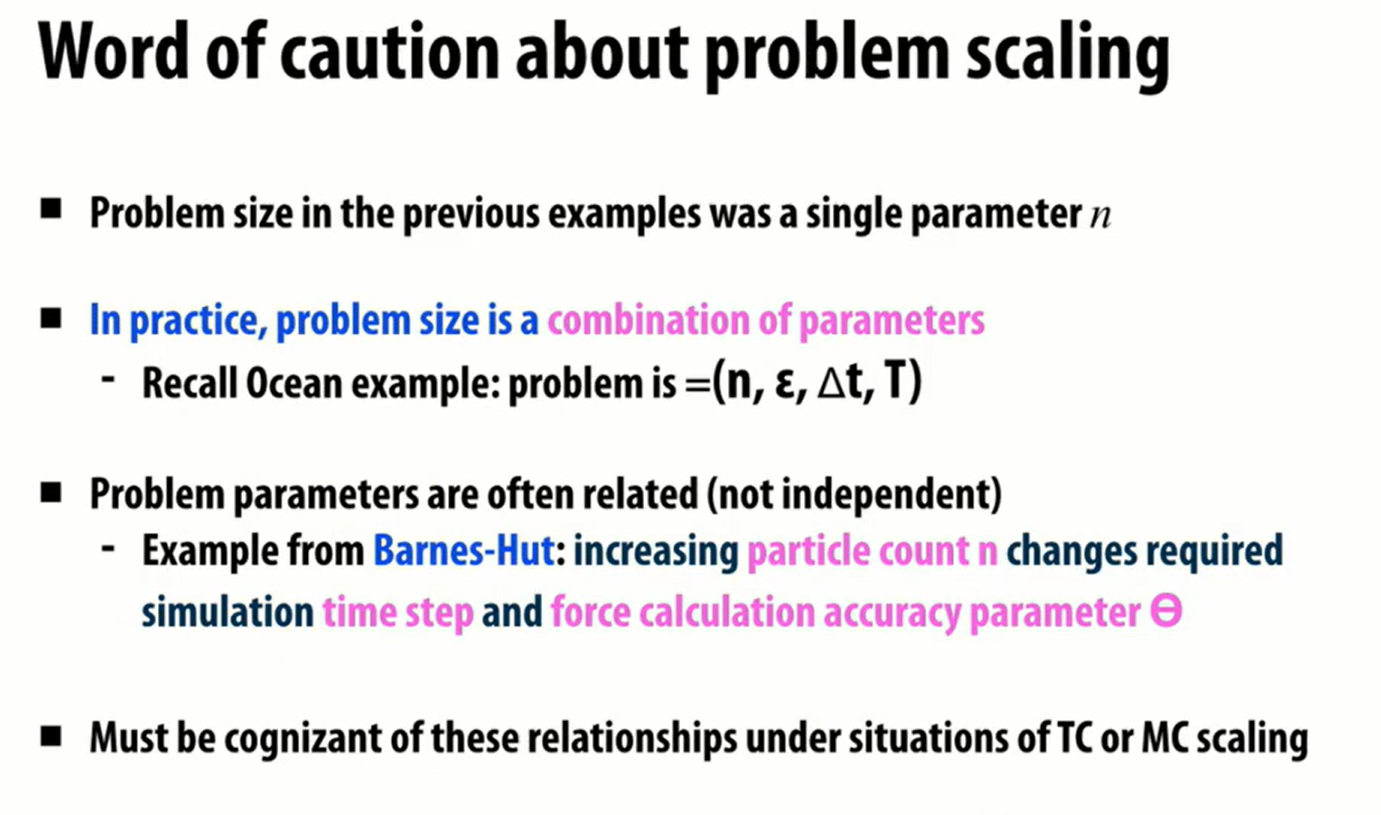 Word of caution about problem scaling
■ Problem size in the previous examples was a single parameter n
■ In practice, problem size is a combination of parameters
- Recall Ocean example: problem is =(n, ε, Δt, T)
■ Problem parameters are often related (not independent)
- Example from Barnes-Hut: increasing particle count n changes required
simulation time step and force calculation accuracy parameter Θ
■ Must be cognizant of these relationships under situations of TC or MC scaling